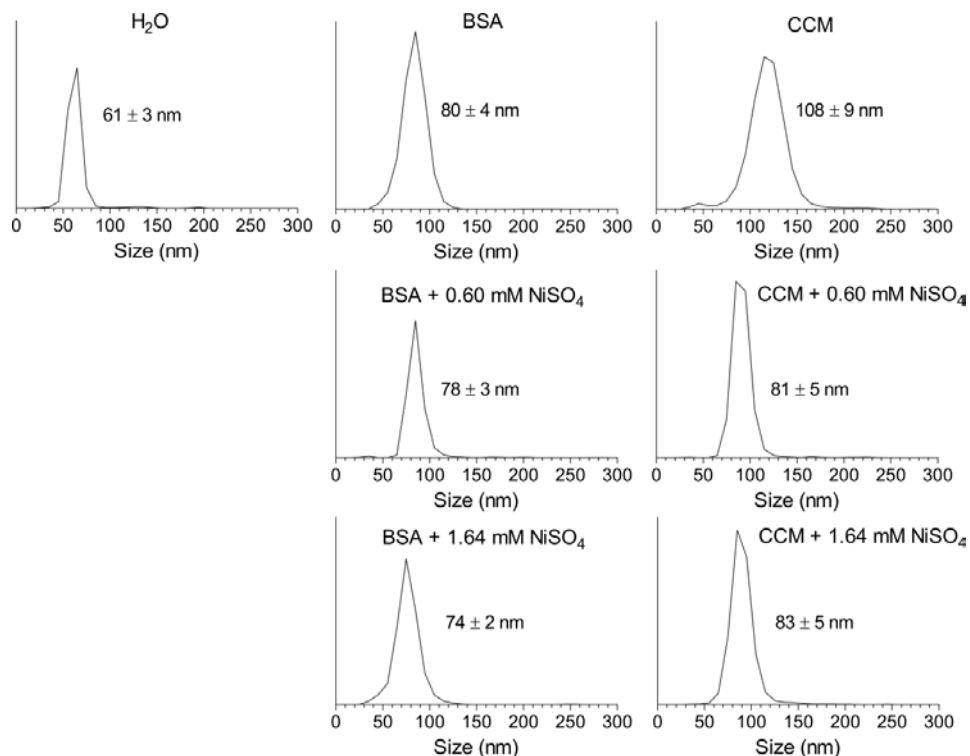 H₂O
61 ± 3 nm
0 50 100 150 200 250 300
Size (nm)
BSA
80 ± 4 nm
0 50 100 150 200 250 300
Size (nm)
CCM
108 ± 9 nm
0 50 100 150 200 250 300
Size (nm)
BSA + 0.60 mM NiSO₄
78 ± 3 nm
0 50 100 150 200 250 300
Size (nm)
CCM + 0.60 mM NiSO₄
81 ± 5 nm
0 50 100 150 200 250 300
Size (nm)
BSA + 1.64 mM NiSO₄
74 ± 2 nm
0 50 100 150 200 250 300
Size (nm)
CCM + 1.64 mM NiSO₄
83 ± 5 nm
0 50 100 150 200 250 300
Size (nm)